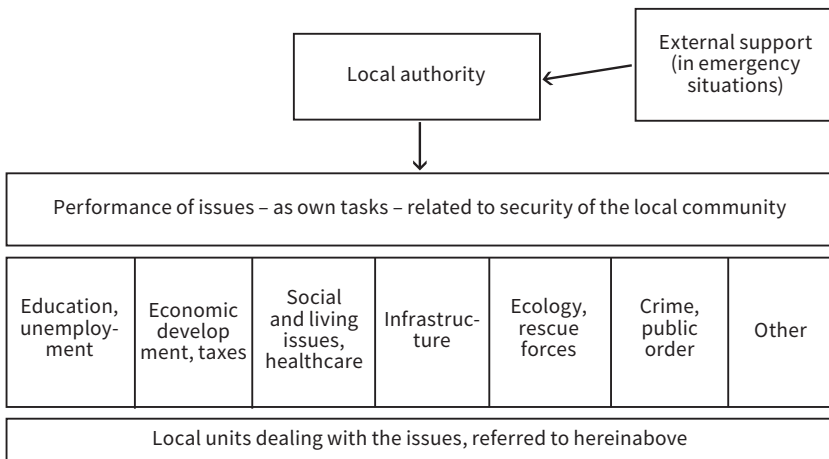 Local authority
External support
(in emergency
situations)
Performance of issues – as own tasks – related to security of the local community
Education,
unemploy-
ment
Economic
develop
ment, taxes
Social
and living
issues,
healthcare
Infrastruc-
ture
Ecology,
rescue
forces
Crime,
public
order
Other
Local units dealing with the issues, referred to hereinabove